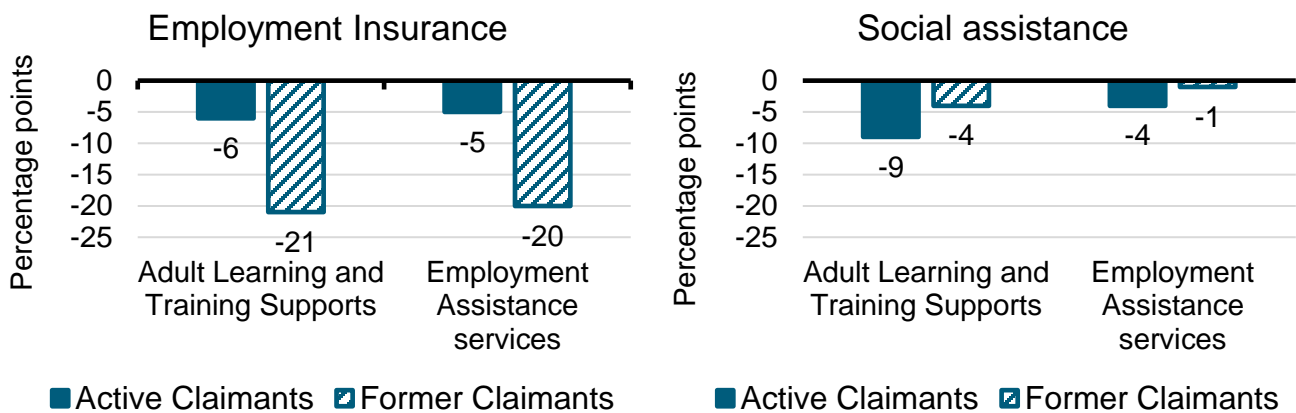 Employment Insurance
Percentage points
0
-5
-10
-15
-20
-25
-6
-21
-5
-20
Adult Learning and
Training Supports
Employment
Assistance
services
Active Claimants Former Claimants
Social assistance
Percentage points
0
-5
-10
-15
-20
-25
-9
-4
-4
-1
Adult Learning and
Training Supports
Employment
Assistance
services
Active Claimants Former Claimants